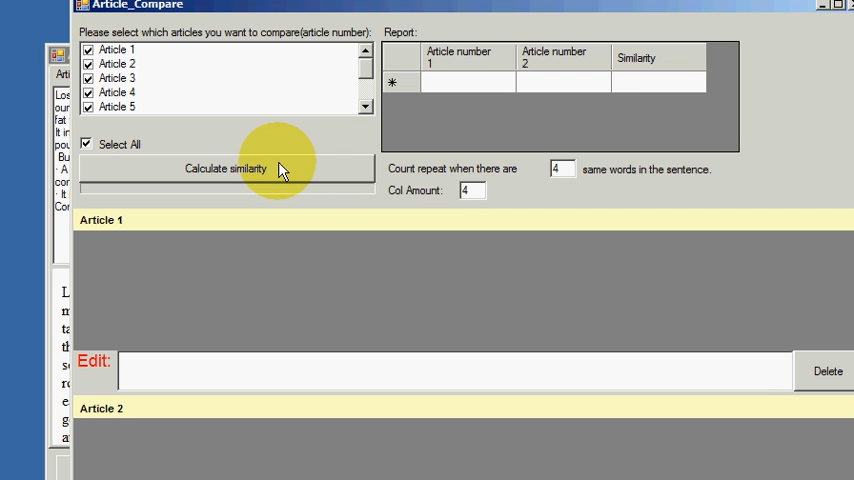 Article_Compare
Please select which articles you want to compare(article number):
Report:
Article 1
Article 2
Article 3
Article 4
Article 5
Article number 1
Article number 2
Similarity
Select All
Calculate similarity
Count repeat when there are 4 same words in the sentence.
Col Amount: 4
Article 1
Edit:
Delete
Article 2